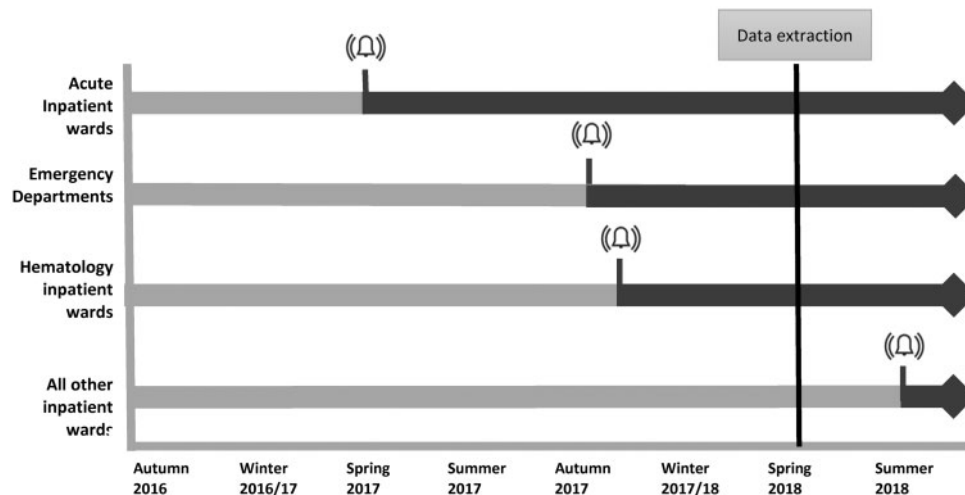 Data extraction
Acute
Inpatient
wards
Emergency
Departments
Hematology
inpatient
wards
All other
inpatient
wards
Autumn
2016
Winter
2016/17
Spring
2017
Summer
2017
Autumn
2017
Winter
2017/18
Spring
2018
Summer
2018